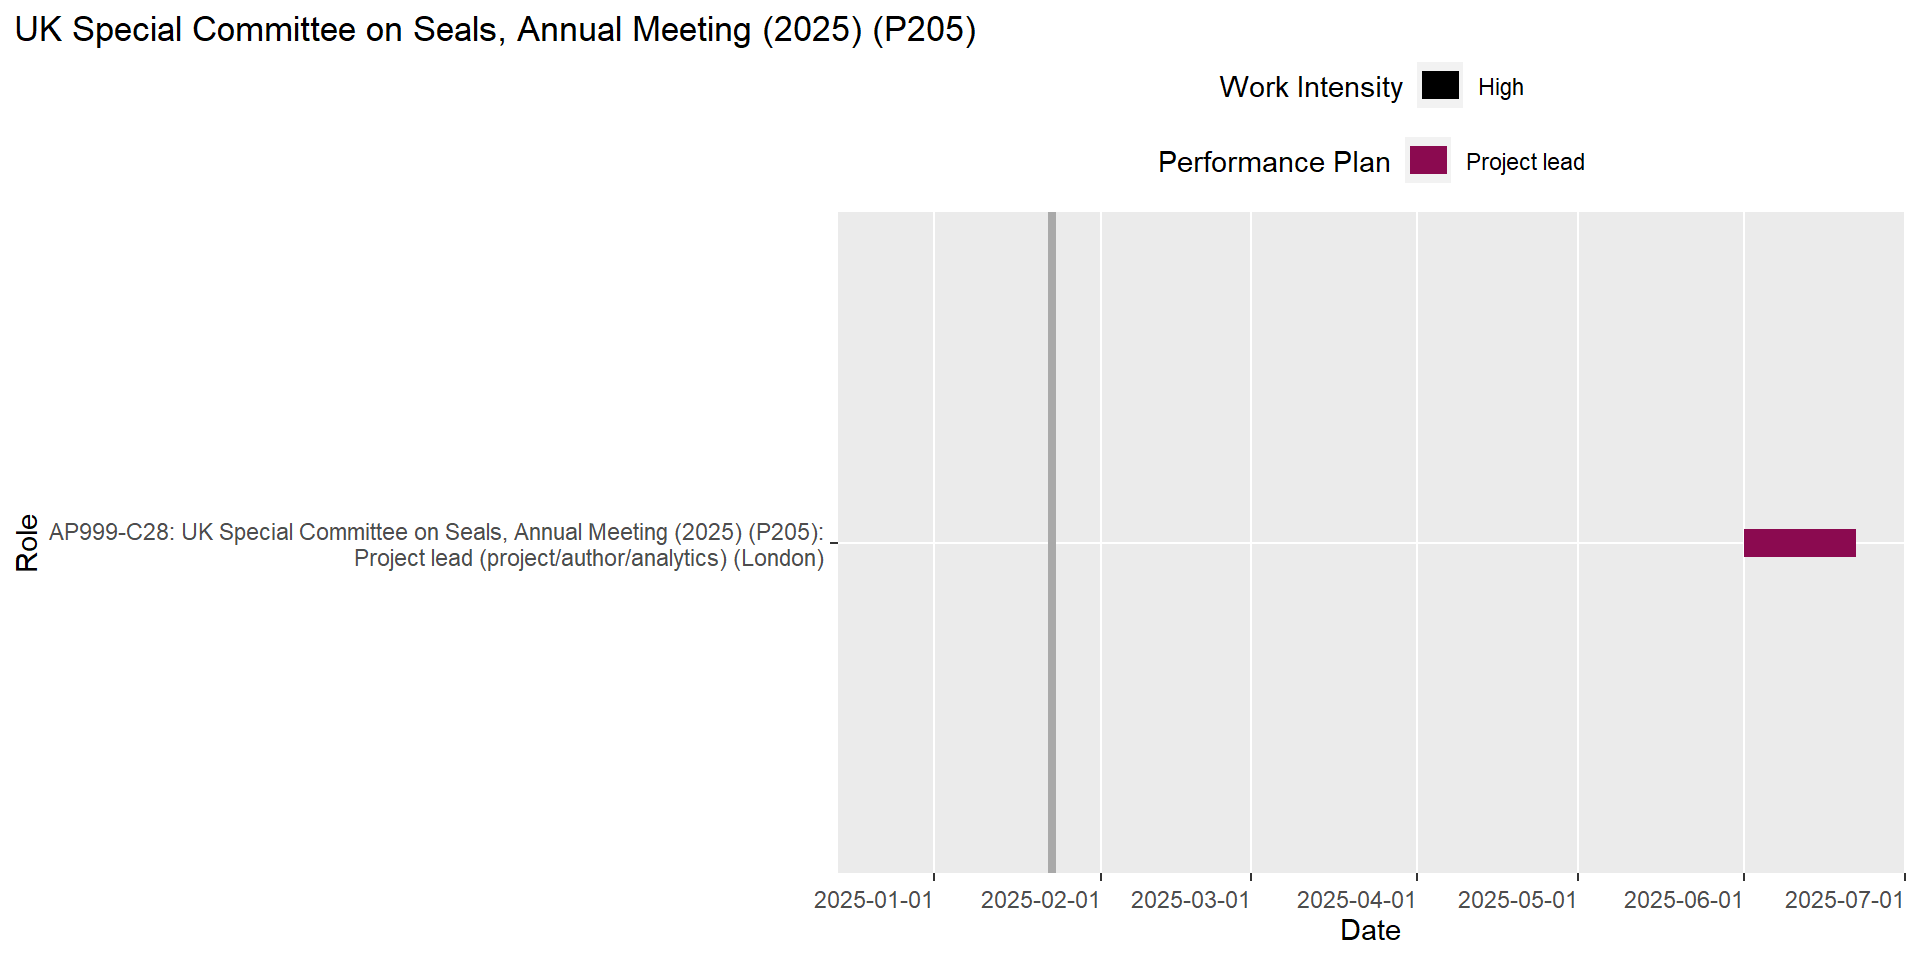 UK Special Committee on Seals, Annual Meeting (2025) (P205)
Work Intensity High
Performance Plan Project lead
Role
AP999-C28: UK Special Committee on Seals, Annual Meeting (2025) (P205):
Project lead (project/author/analytics) (London)
2025-01-01 2025-02-01 2025-03-01 2025-04-01 2025-05-01 2025-06-01 2025-07-01
Date